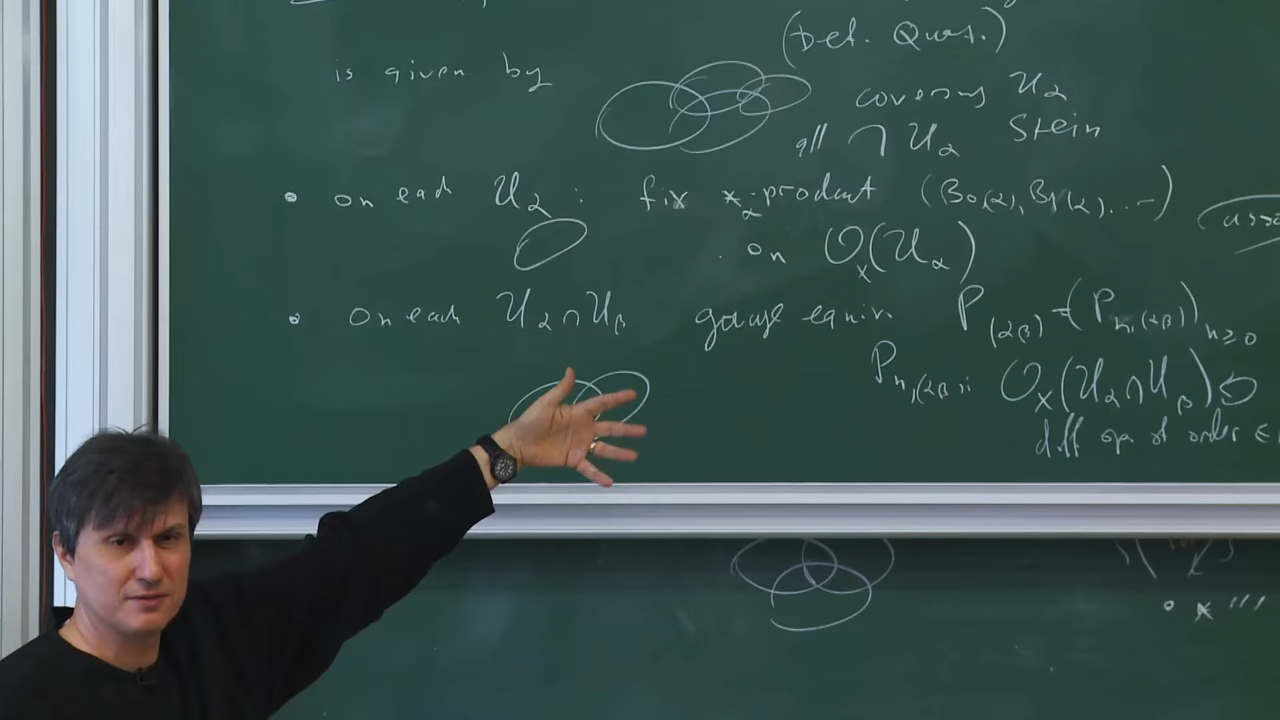 (Def. Quas.)
is given by
covering U_α
all ∩ U_α Stein
• on each U_α : fix *_α-product (B_0(α), B_1(α), ...)
on O_X(U_α)
• On each U_α ∩ U_β gauge equiv. P_(αβ) = (P_n,(αβ))_n≥0
P_n,(αβ) : O_X(U_α ∩ U_β)
diff op. of order ≤
• * '''